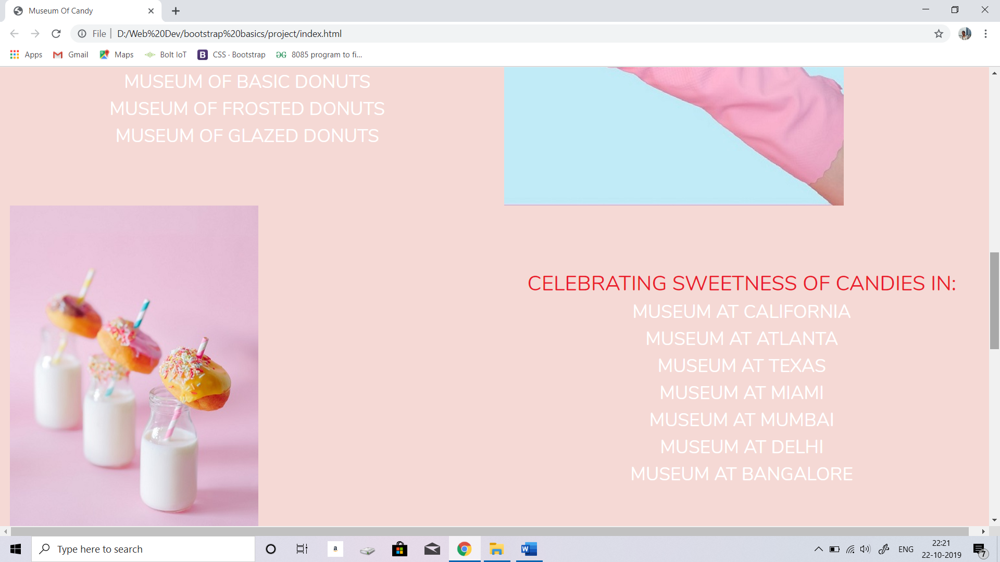 Museum Of Candy
File
D:/Web%20Dev/bootstrap%20basics/project/index.html
Apps
Gmail
Maps
Bolt IoT
B
CSS · Bootstrap
GG
8085 program to fi...
MUSEUM OF BASIC DONUTS
MUSEUM OF FROSTED DONUTS
MUSEUM OF GLAZED DONUTS
CELEBRATING SWEETNESS OF CANDIES IN:
MUSEUM AT CALIFORNIA
MUSEUM AT ATLANTA
MUSEUM AT TEXAS
MUSEUM AT MIAMI
MUSEUM AT MUMBAI
MUSEUM AT DELHI
MUSEUM AT BANGALORE
Type here to search
a
W
ENG
22:21
22-10-2019
7